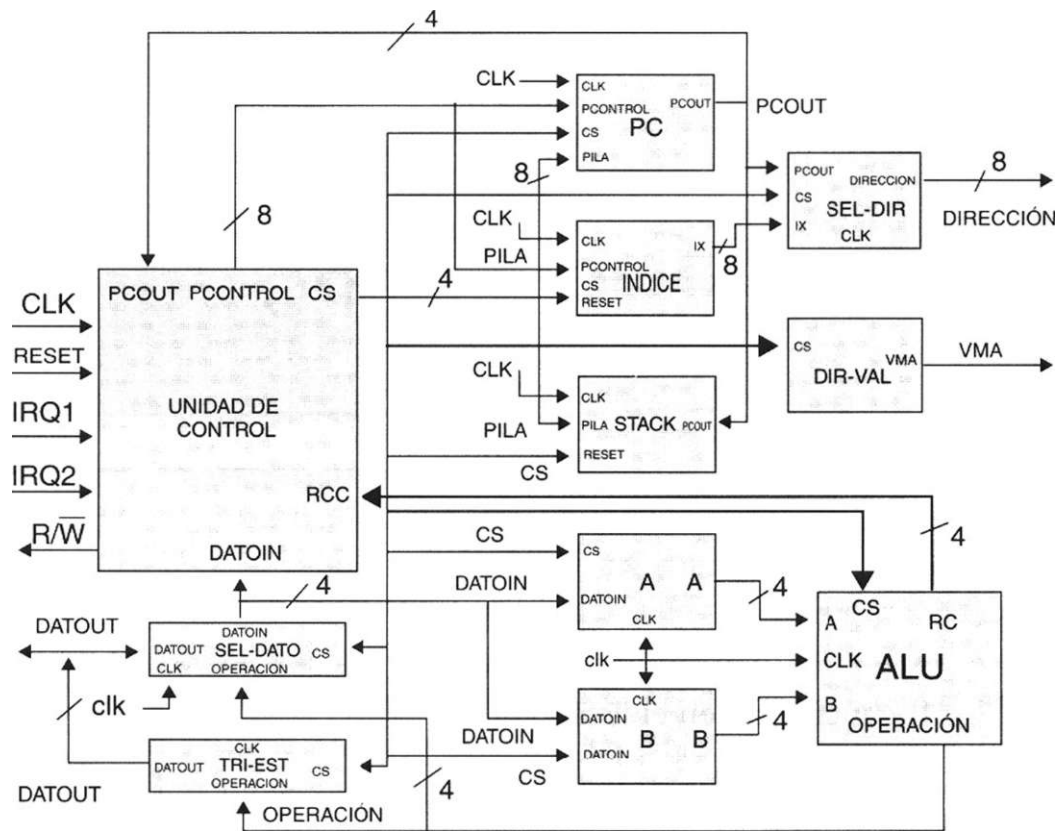 4
CLK
CLK
PCONTROL
PCOUT
CS
PC
PILA
PCOUT
8
8
PCOUT
DIRECCION
CS
SEL-DIR
IX
CLK
8
DIRECCIÓN
CLK
PILA
CLK
IX
PCONTROL
INDICE
CS
RESET
8
4
PCOUT PCONTROL CS
CLK
RESET
IRQ1
IRQ2
R/W̅
UNIDAD DE
CONTROL
RCC
DATOIN
CS
VMA
DIR-VAL
VMA
CLK
PILA
CS
CLK
PILA
STACK
PCOUT
RESET
4
4
CS
DATOIN
CS
A A
DATOIN
CLK
4
clk
CLK
DATOIN
B B
DATOIN
4
DATOIN
CS
CS
RC
A
CLK
ALU
B
OPERACIÓN
DATOUT
DATOIN
DATOUT
SEL-DATO
CS
CLK
OPERACION
clk
CLK
DATOUT
TRI-EST
CS
OPERACION
DATOUT
4
OPERACIÓN